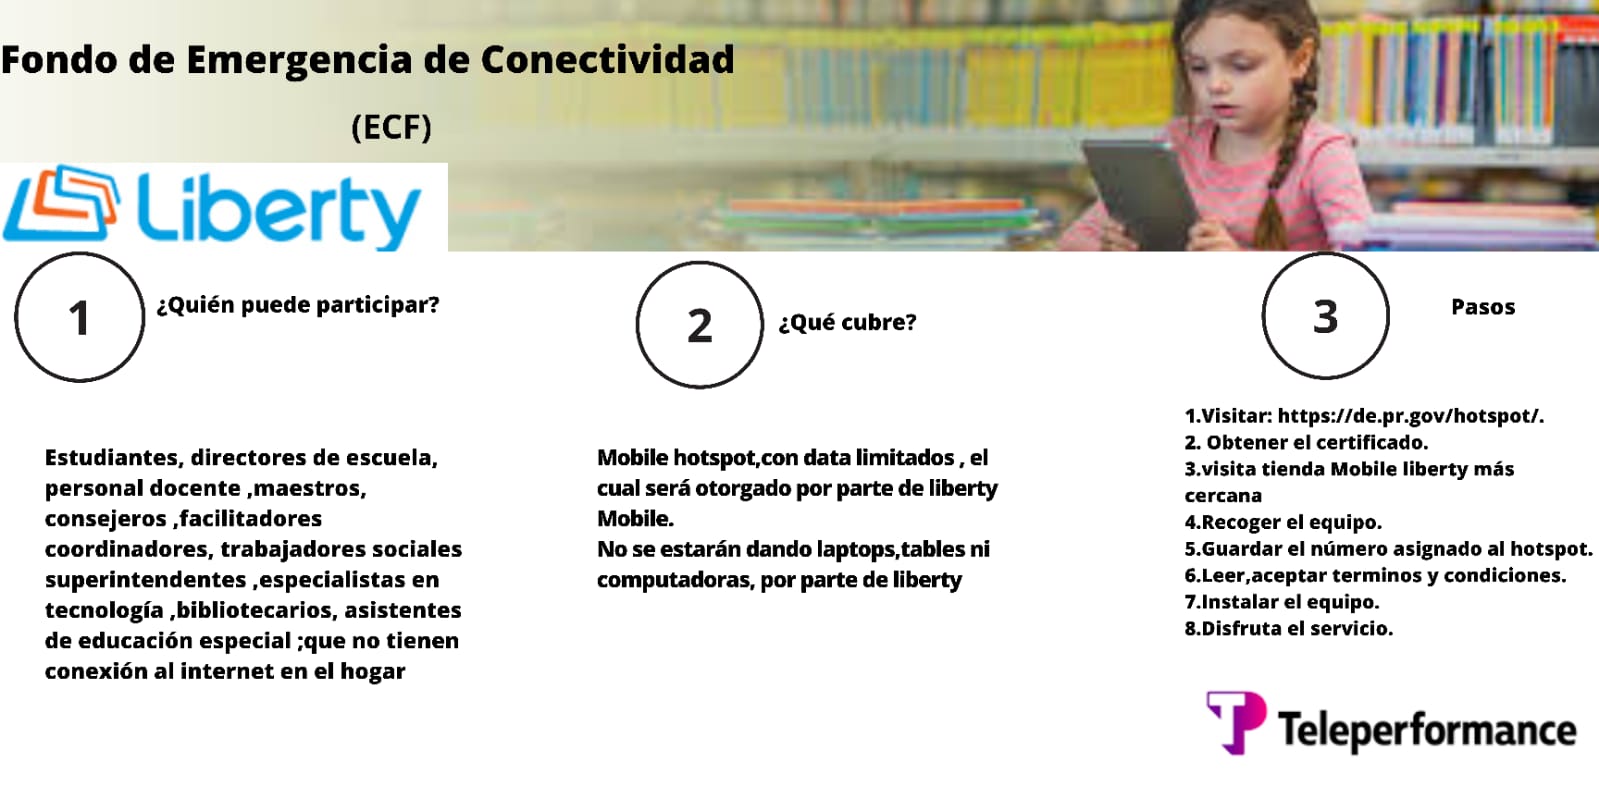 Fondo de Emergencia de Conectividad
(ECF)
Liberty
1
¿Quién puede participar?
Estudiantes, directores de escuela,
personal docente ,maestros,
consejeros ,facilitadores
coordinadores, trabajadores sociales
superintendentes ,especialistas en
tecnología ,bibliotecarios, asistentes
de educación especial ;que no tienen
conexión al internet en el hogar
2
¿Qué cubre?
Mobile hotspot,con data limitados , el
cual será otorgado por parte de liberty
Mobile.
No se estarán dando laptops,tables ni
computadoras, por parte de liberty
3
Pasos
1.Visitar: https://de.pr.gov/hotspot/.
2. Obtener el certificado.
3.visita tienda Mobile liberty más
cercana
4.Recoger el equipo.
5.Guardar el número asignado al hotspot.
6.Leer,aceptar terminos y condiciones.
7.Instalar el equipo.
8.Disfruta el servicio.
TP Teleperformance